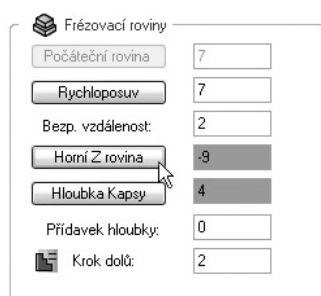 Frézovací roviny
Počáteční rovina 7
Rychloposuv 7
Bezp. vzdálenost: 2
Horní Z rovina -9
Hloubka Kapsy 4
Přídavek hloubky: 0
Krok dolů: 2